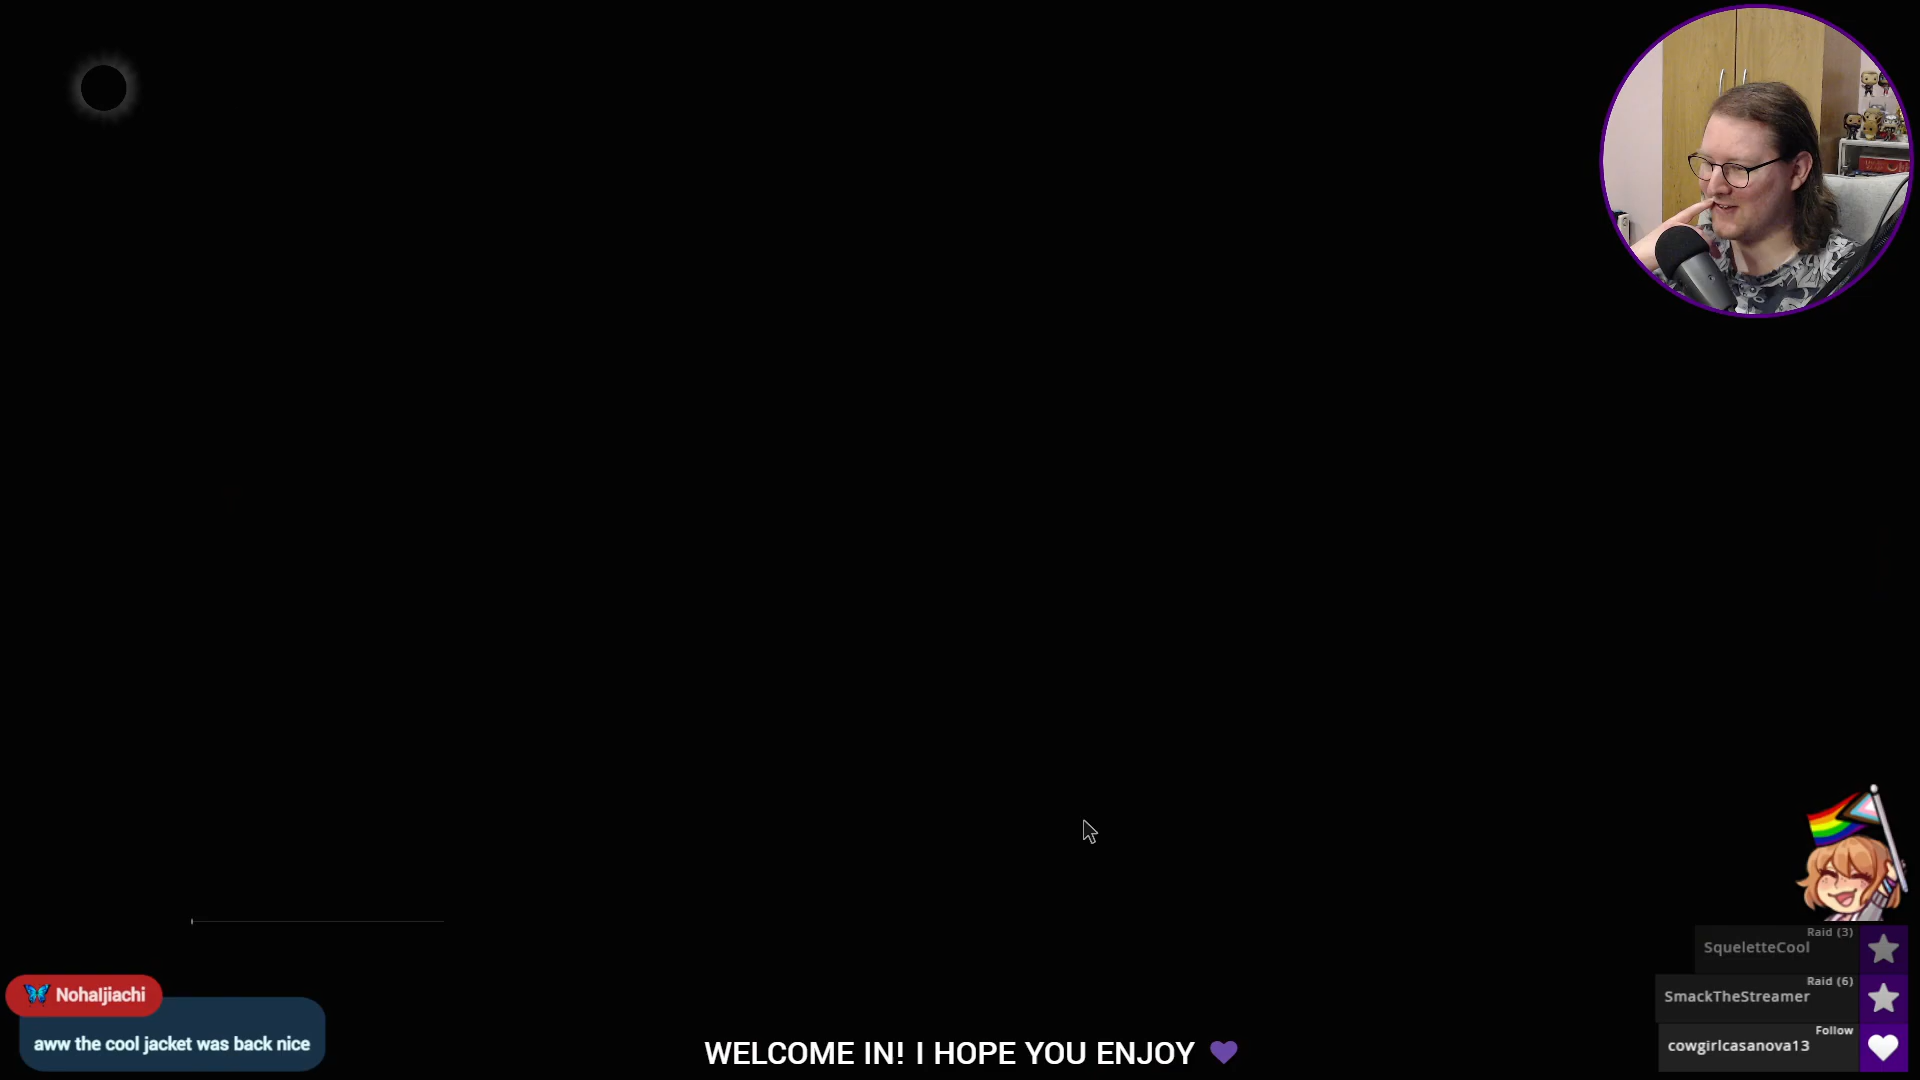 Raid (3)
SqueletteCool
Raid (6)
SmackTheStreamer
Follow
cowgirlcasanova13
Nohaljiachi
aww the cool jacket was back nice
WELCOME IN! I HOPE YOU ENJOY 💜